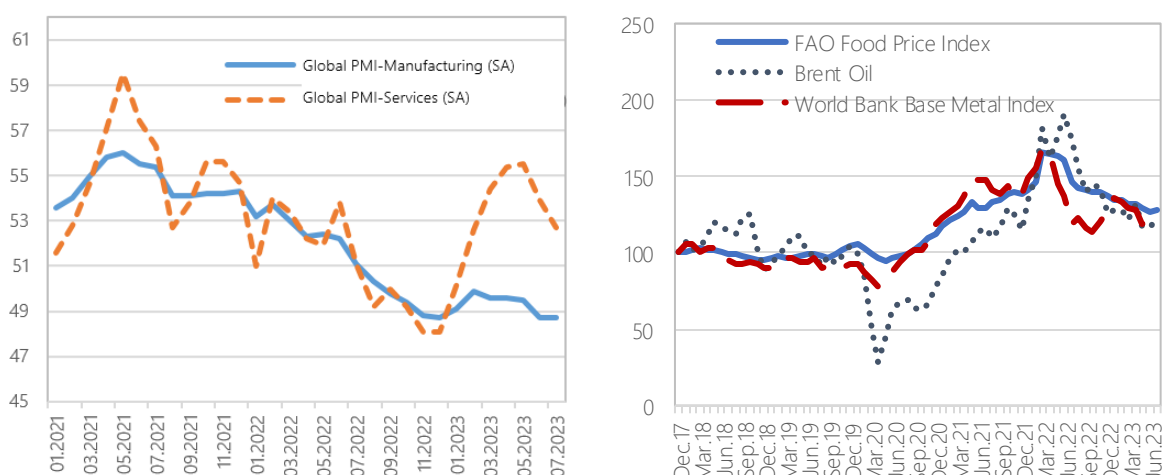 61
59
57
55
53
51
49
47
45
Global PMI-Manufacturing (SA)
Global PMI-Services (SA)
01.2021
03.2021
05.2021
07.2021
09.2021
11.2021
01.2022
03.2022
05.2022
07.2022
09.2022
11.2022
01.2023
03.2023
05.2023
07.2023
250
200
150
100
50
0
FAO Food Price Index
Brent Oil
World Bank Base Metal Index
Dec.17
Mar.18
Jun.18
Sep.18
Dec.18
Mar.19
Jun.19
Sep.19
Dec.19
Mar.20
Jun.20
Sep.20
Dec.20
Mar.21
Jun.21
Sep.21
Dec.21
Mar.22
Jun.22
Sep.22
Dec.22
Mar.23
Jun.23